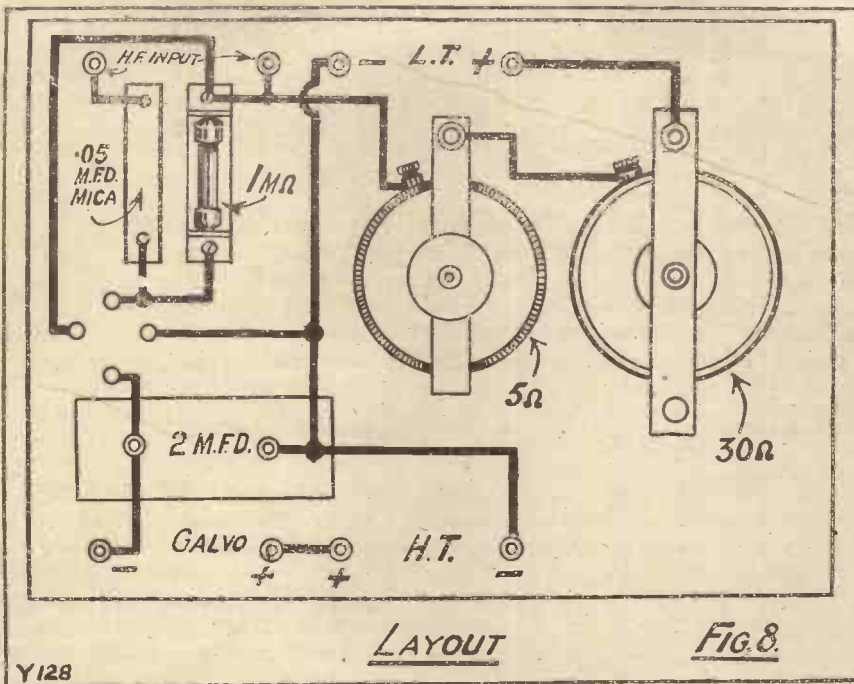 H.F. INPUT
- L.T. +
.05
M.F.D.
MICA
1MΩ
5Ω
30Ω
2 M.F.D.
GALVO
- + + H.T. -
LAYOUT
FIG. 8.
Y128